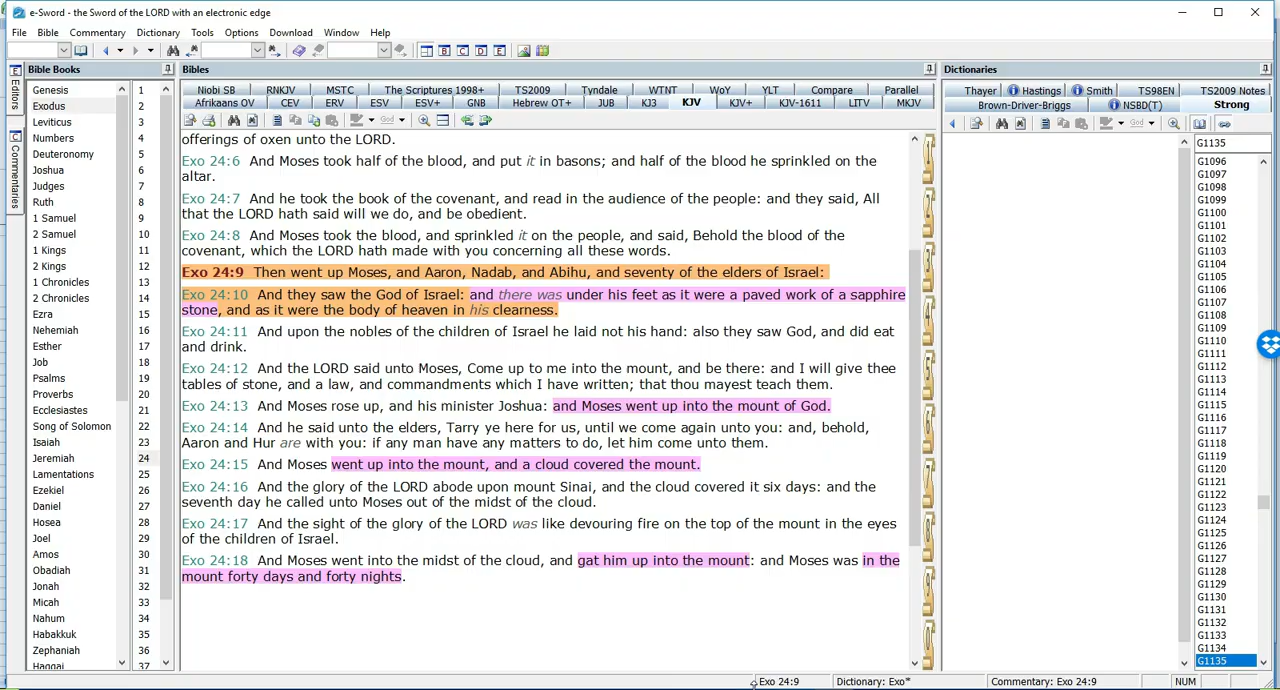 e-Sword - the Sword of the LORD with an electronic edge
File Bible Commentary Dictionary Tools Options Download Window Help
B C D E
Bible Books
Bibles
Dictionaries
Editors
Commentaries
Genesis
Exodus
Leviticus
Numbers
Deuteronomy
Joshua
Judges
Ruth
1 Samuel
2 Samuel
1 Kings
2 Kings
1 Chronicles
2 Chronicles
Ezra
Nehemiah
Esther
Job
Psalms
Proverbs
Ecclesiastes
Song of Solomon
Isaiah
Jeremiah
Lamentations
Ezekiel
Daniel
Hosea
Joel
Amos
Obadiah
Jonah
Micah
Nahum
Habakkuk
Zephaniah
Haggai
1
2
3
4
5
6
7
8
9
10
11
12
13
14
15
16
17
18
19
20
21
22
23
24
25
26
27
28
29
30
31
32
33
34
35
36
37
Niobi SB RNKJV MSTC The Scriptures 1998+ TS2009 Tyndale WTNT WoY YLT Compare Parallel
Afrikaans OV CEV ERV ESV ESV+ GNB Hebrew OT+ JUB KJ3 KJV KJV+ KJV-1611 LITV MKJV
God
offerings of oxen unto the LORD.
Exo 24:6 And Moses took half of the blood, and put it in basons; and half of the blood he sprinkled on the
altar.
Exo 24:7 And he took the book of the covenant, and read in the audience of the people: and they said, All
that the LORD hath said will we do, and be obedient.
Exo 24:8 And Moses took the blood, and sprinkled it on the people, and said, Behold the blood of the
covenant, which the LORD hath made with you concerning all these words.
Exo 24:9 Then went up Moses, and Aaron, Nadab, and Abihu, and seventy of the elders of Israel:
Exo 24:10 And they saw the God of Israel: and there was under his feet as it were a paved work of a sapphire
stone, and as it were the body of heaven in his clearness.
Exo 24:11 And upon the nobles of the children of Israel he laid not his hand: also they saw God, and did eat
and drink.
Exo 24:12 And the LORD said unto Moses, Come up to me into the mount, and be there: and I will give thee
tables of stone, and a law, and commandments which I have written; that thou mayest teach them.
Exo 24:13 And Moses rose up, and his minister Joshua: and Moses went up into the mount of God.
Exo 24:14 And he said unto the elders, Tarry ye here for us, until we come again unto you: and, behold,
Aaron and Hur are with you: if any man have any matters to do, let him come unto them.
Exo 24:15 And Moses went up into the mount, and a cloud covered the mount.
Exo 24:16 And the glory of the LORD abode upon mount Sinai, and the cloud covered it six days: and the
seventh day he called unto Moses out of the midst of the cloud.
Exo 24:17 And the sight of the glory of the LORD was like devouring fire on the top of the mount in the eyes
of the children of Israel.
Exo 24:18 And Moses went into the midst of the cloud, and gat him up into the mount: and Moses was in the
mount forty days and forty nights.
1
2
3
4
5
6
7
8
9
0
Thayer Hastings Smith TS98EN TS2009 Notes
Brown-Driver-Briggs NSBD(T) Strong
God
G1135
G1096
G1097
G1098
G1099
G1100
G1101
G1102
G1103
G1104
G1105
G1106
G1107
G1108
G1109
G1110
G1111
G1112
G1113
G1114
G1115
G1116
G1117
G1118
G1119
G1120
G1121
G1122
G1123
G1124
G1125
G1126
G1127
G1128
G1129
G1130
G1131
G1132
G1133
G1134
G1135
Exo 24:9 Dictionary: Exo* Commentary: Exo 24:9 NUM